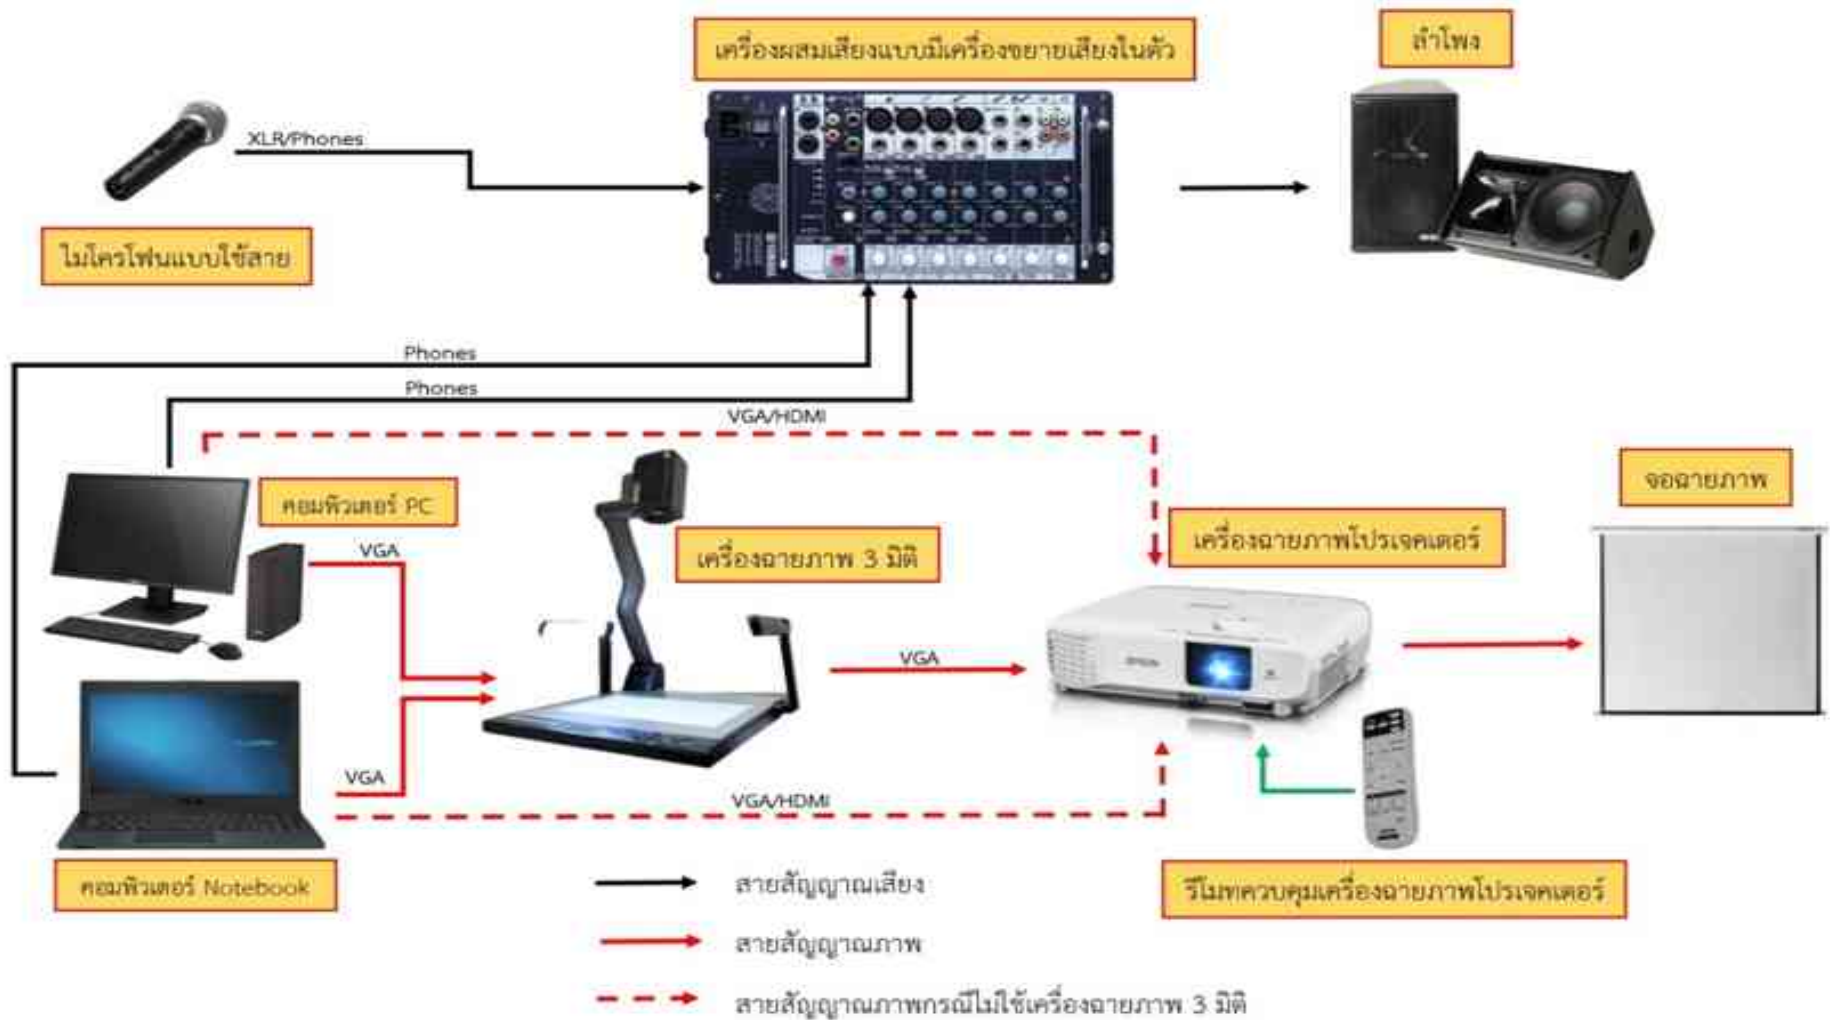 เครื่องผสมเสียงแบบมีเครื่องขยายเสียงในตัว
ลำโพง
XLR/Phones
ไมโครโฟนแบบใช้สาย
Phones
Phones
VGA/HDMI
คอมพิวเตอร์ PC
จอฉายภาพ
VGA
เครื่องฉายภาพ 3 มิติ
เครื่องฉายภาพโปรเจคเตอร์
VGA
EPSON
VGA
VGA/HDMI
คอมพิวเตอร์ Notebook
สายสัญญาณเสียง
รีโมทควบคุมเครื่องฉายภาพโปรเจคเตอร์
สายสัญญาณภาพ
สายสัญญาณภาพกรณีไม่ใช้เครื่องฉายภาพ 3 มิติ